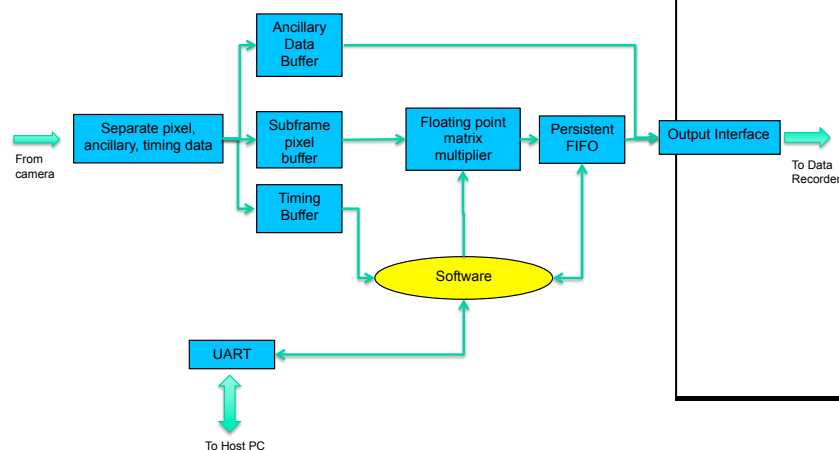 Ancillary
Data
Buffer
From
camera
Separate pixel,
ancillary, timing data
Subframe
pixel
buffer
Floating point
matrix
multiplier
Persistent
FIFO
Output Interface
To Data
Recorder
Timing
Buffer
Software
UART
To Host PC